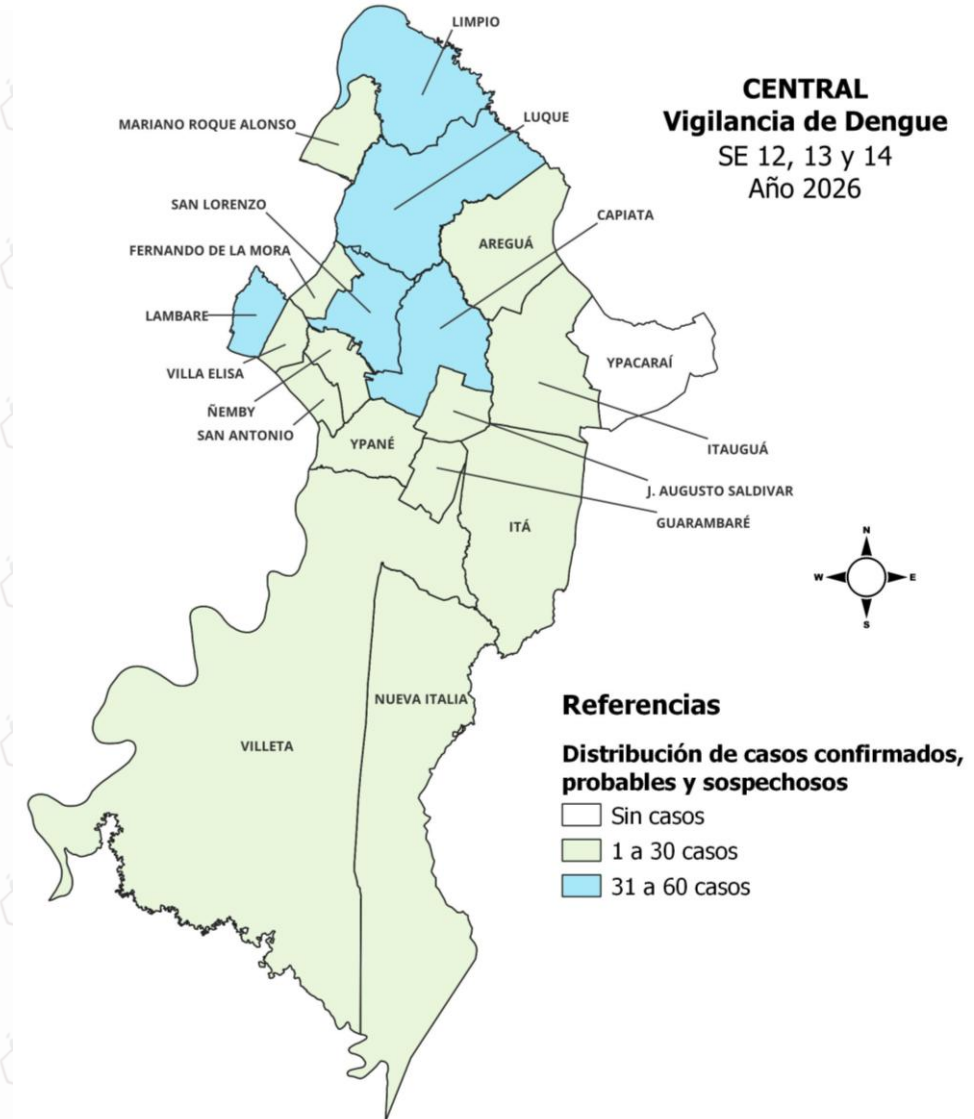 LIMPIO
CENTRAL
Vigilancia de Dengue
SE 12, 13 y 14
Año 2026
MARIANO ROQUE ALONSO
LUQUE
SAN LORENZO
CAPIATA
FERNANDO DE LA MORA
AREGUÁ
LAMBARE
YPACARAÍ
VILLA ELISA
ÑEMBY
SAN ANTONIO
YPANÉ
ITAUGUÁ
J. AUGUSTO SALDIVAR
GUARAMBARÉ
ITÁ
N
W
E
S
NUEVA ITALIA
VILLETA
Referencias
Distribución de casos confirmados,
probables y sospechosos
Sin casos
1 a 30 casos
31 a 60 casos